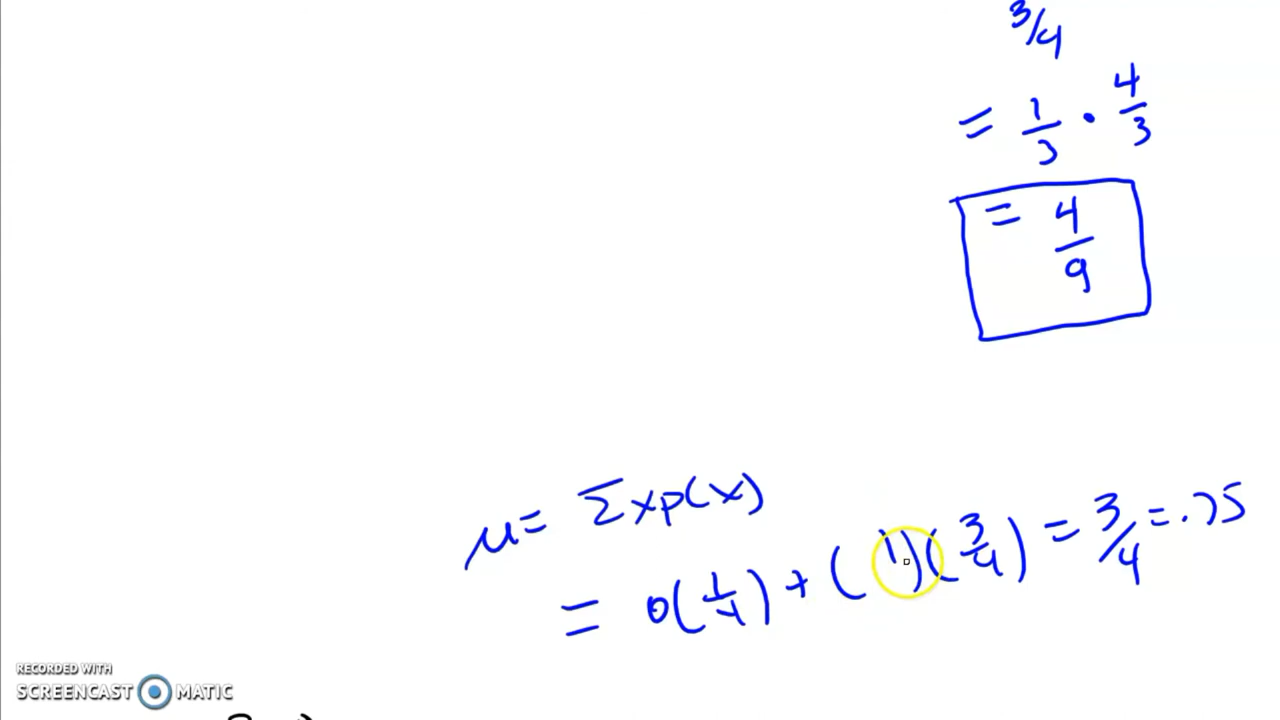 3/4
= 1/3 · 4/3
= 4/9
μ = Σxp(x)
= 0(1/4) + (1)(3/4) = 3/4 = .75
RECORDED WITH
SCREENCAST MATIC